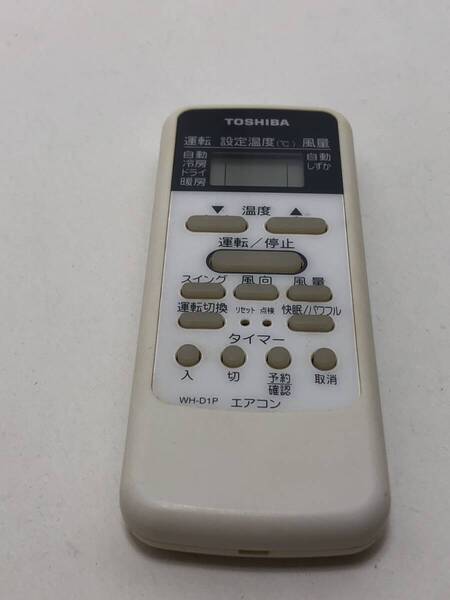 TOSHIBA
運転 設定温度(℃) 風量
自動 自動
冷房 しずか
ドライ
暖房
▼ 温度 ▲
運転/停止
スイング 風向 風量
運転切換 リセット 点検 快眠/パワフル
タイマー
入 切 予約 取消
確認
WH-D1P エアコン